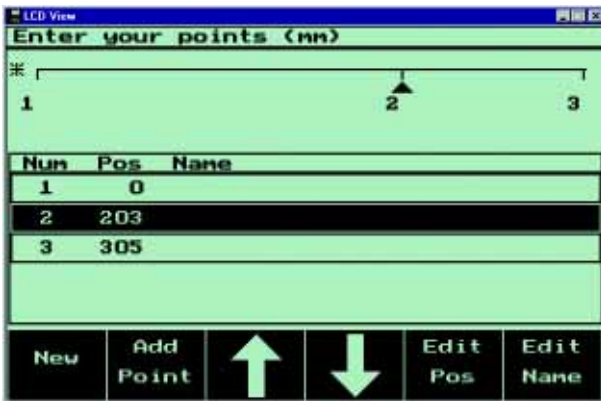 LCD View
Enter your points (mm)
1 2 3
Num Pos Name
1 0
2 203
3 305
New Add Point Edit Pos Edit Name